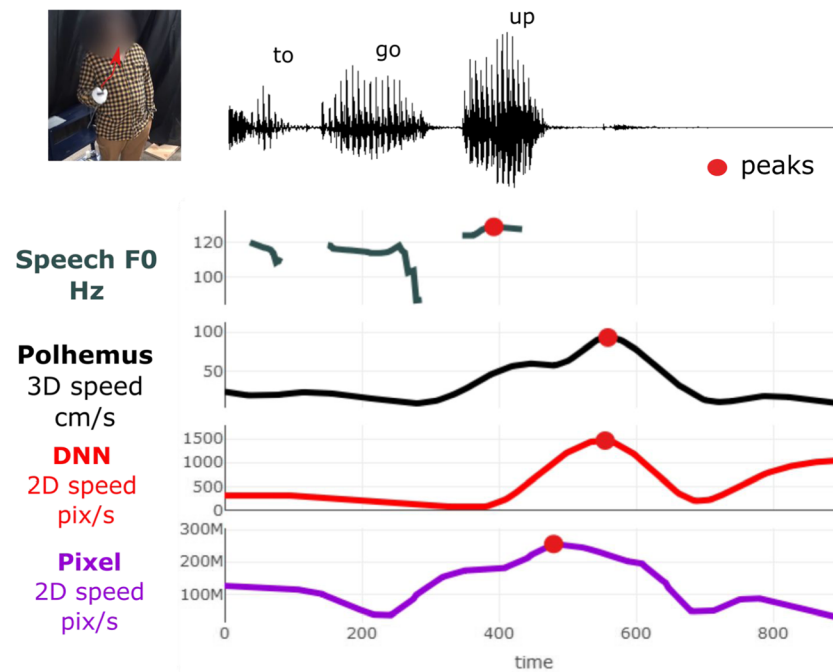 to
go
up
peaks
Speech F0
Hz
120
100
Polhemus
3D speed
cm/s
100
50
DNN
2D speed
pix/s
1500
1000
500
0
Pixel
2D speed
pix/s
300M
200M
100M
0
200
400
600
800
time